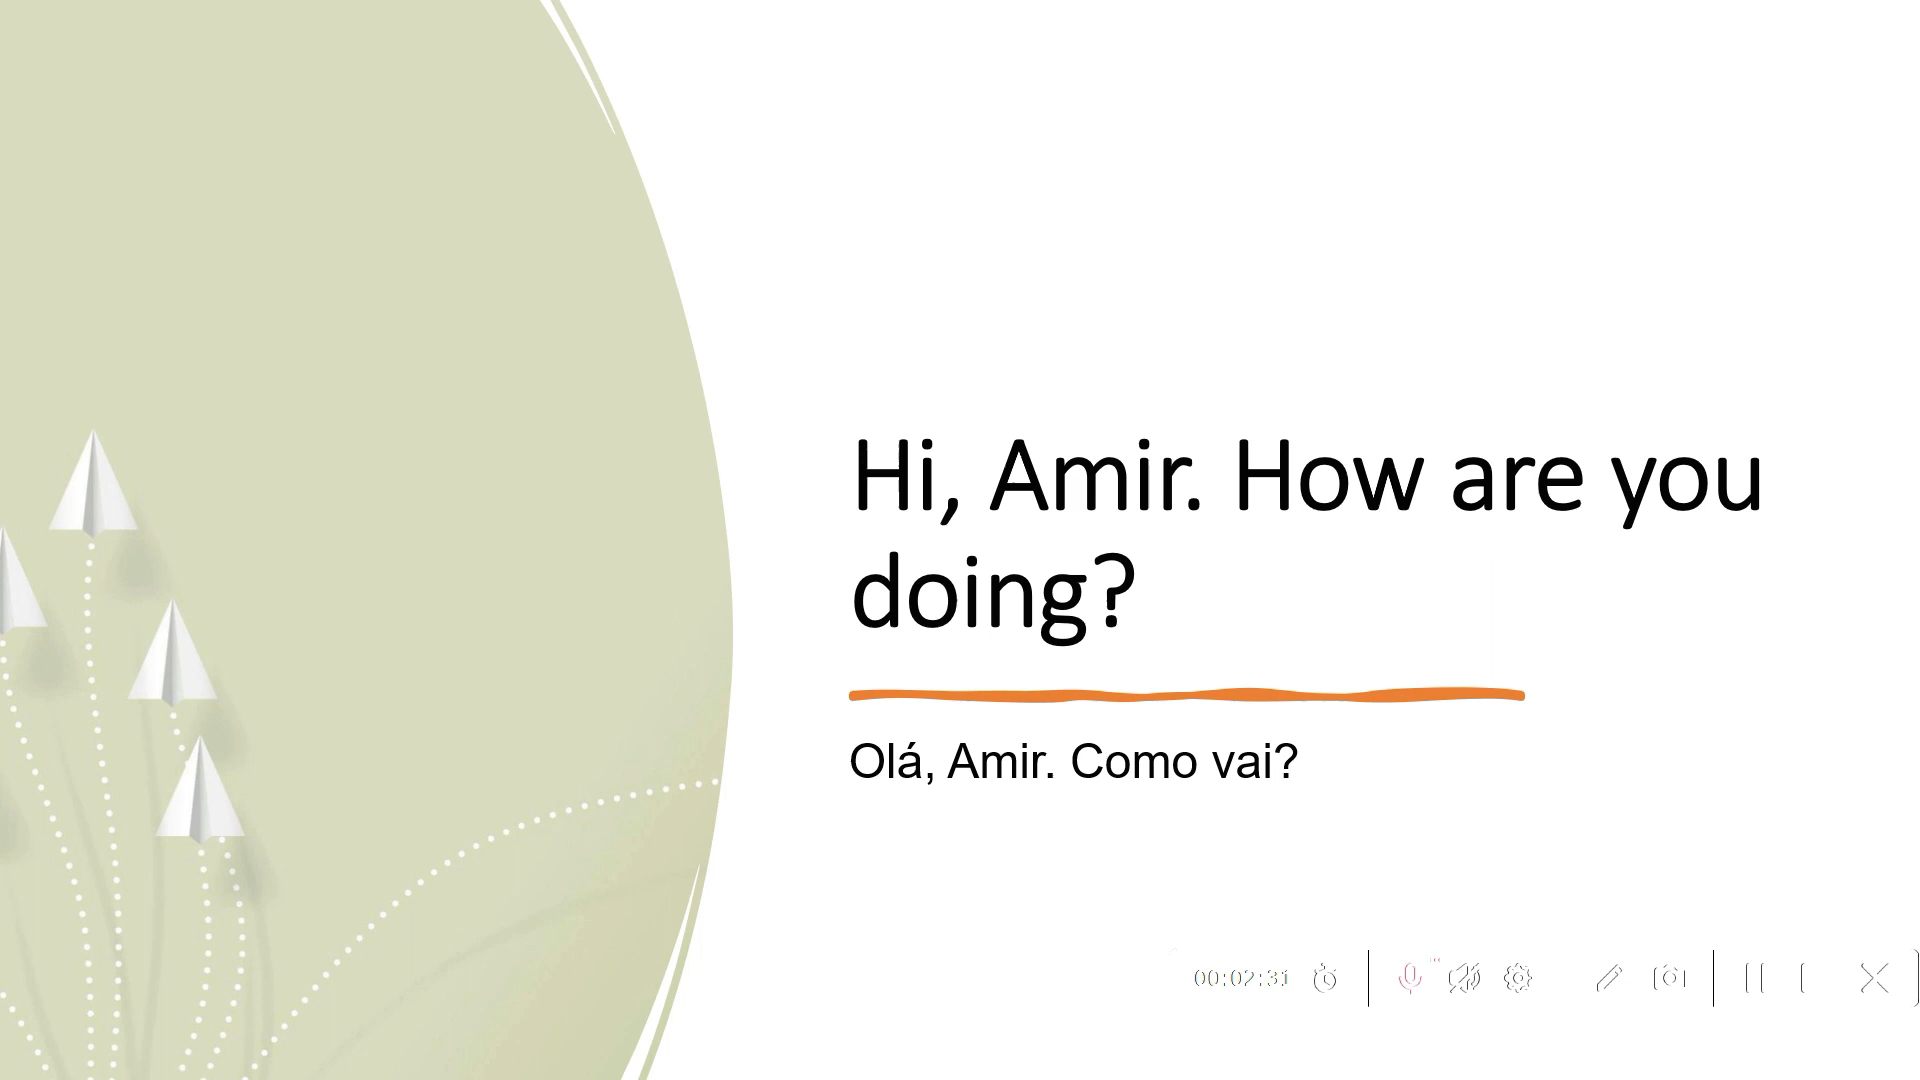 Hi, Amir. How are you
doing?
Olá, Amir. Como vai?
00:02:31